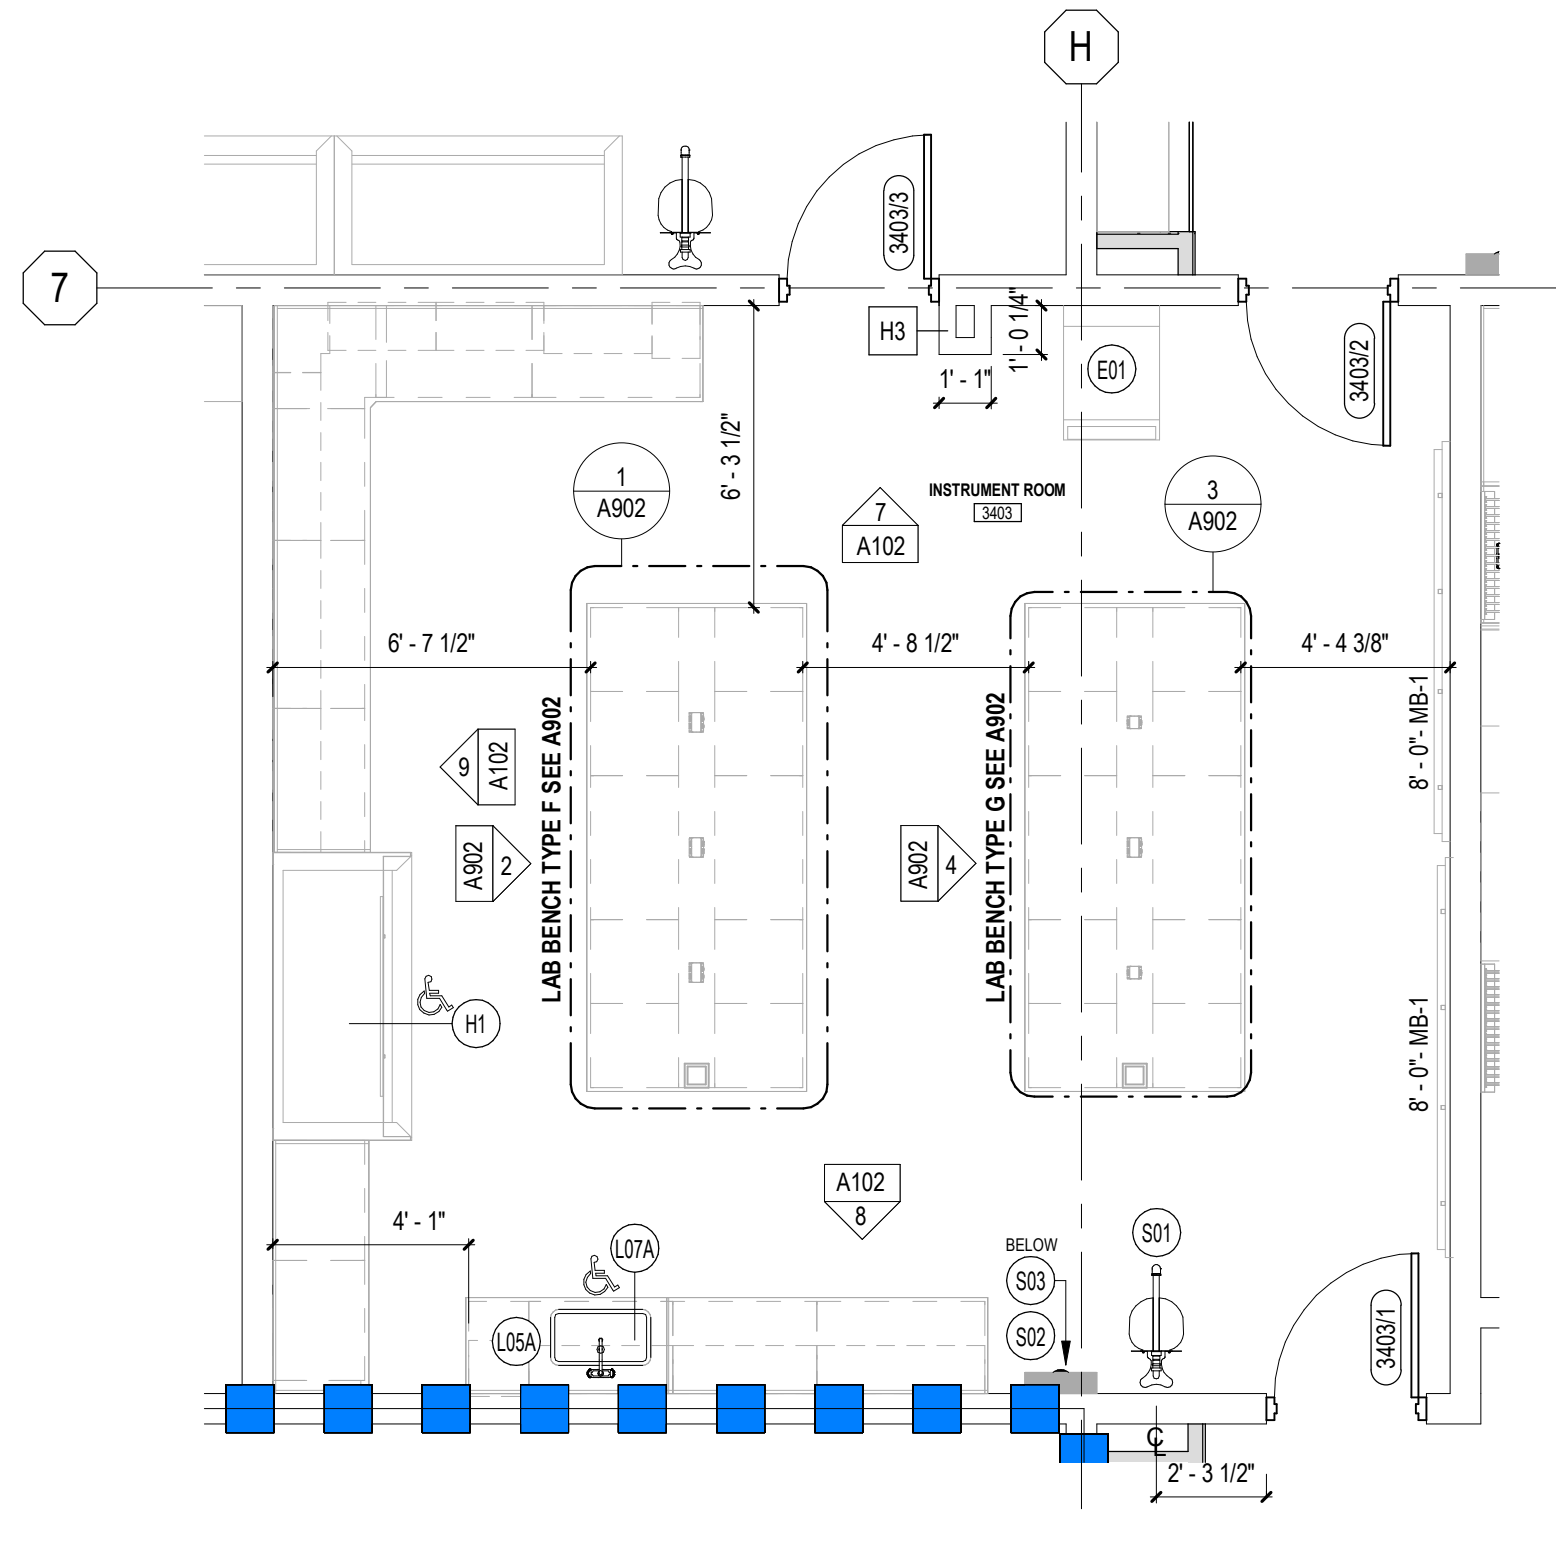 H
7
3403/3
3403/2
H3
1' - 0 1/4"
1' - 1"
E01
6' - 3 1/2"
1
A902
INSTRUMENT ROOM
3403
3
A902
7
A102
6' - 7 1/2"
4' - 8 1/2"
4' - 4 3/8"
LAB BENCH TYPE F SEE A902
LAB BENCH TYPE G SEE A902
8' - 0"- MB-1
9
A102
A902
2
A902
4
H1
8' - 0"- MB-1
A102
8
4' - 1"
L07A
S01
BELOW
S03
L05A
S02
3403/1
CL
2' - 3 1/2"